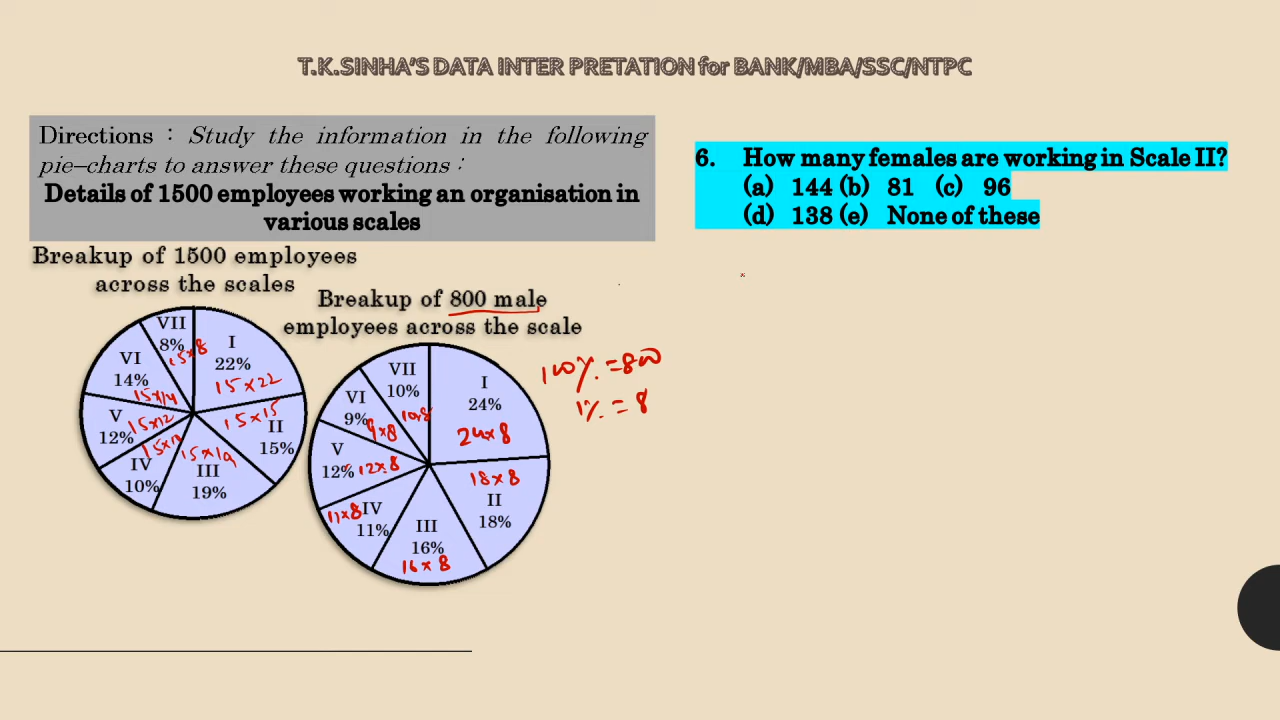 T.K.SINHA'S DATA INTER PRETATION for BANK/MBA/SSC/NTPC
Directions : Study the information in the following
pie–charts to answer these questions :
Details of 1500 employees working an organisation in
various scales
6. How many females are working in Scale II?
(a) 144 (b) 81 (c) 96
(d) 138 (e) None of these
Breakup of 1500 employees
across the scales
VII
8%
15×8
I
22%
15×22
VI
14%
15×14
V
12%
15×12
II
15%
15×15
IV
10%
III
19%
15×19
Breakup of 800 male
employees across the scale
100% = 800
1% = 8
VII
10%
10×8
I
24%
24×8
VI
9%
9×8
V
12%
12×8
II
18%
18×8
IV
11%
11×8
III
16%
16×8